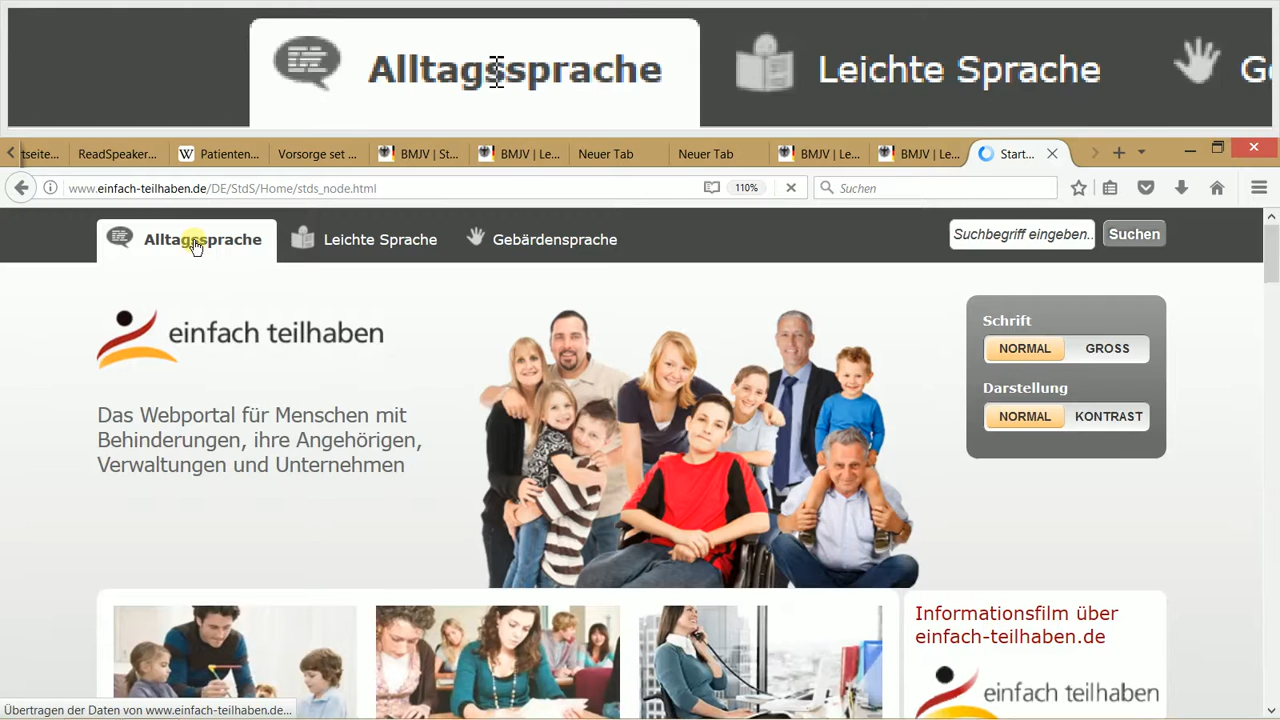 Alltagssprache
Leichte Sprache
Ge
rtseite...
ReadSpeaker...
W Patienten...
Vorsorge set ...
BMJV | St...
BMJV | Le...
Neuer Tab
Neuer Tab
BMJV | Le...
BMJV | Le...
Start...
www.einfach-teilhaben.de/DE/StdS/Home/stds_node.html
110%
Suchen
Alltagssprache
Leichte Sprache
Gebärdensprache
Suchbegriff eingeben..
Suchen
einfach teilhaben
Das Webportal für Menschen mit
Behinderungen, ihre Angehörigen,
Verwaltungen und Unternehmen
Schrift
NORMAL
GROSS
Darstellung
NORMAL
KONTRAST
Informationsfilm über
einfach-teilhaben.de
einfach teilhaben
Übertragen der Daten von www.einfach-teilhaben.de...